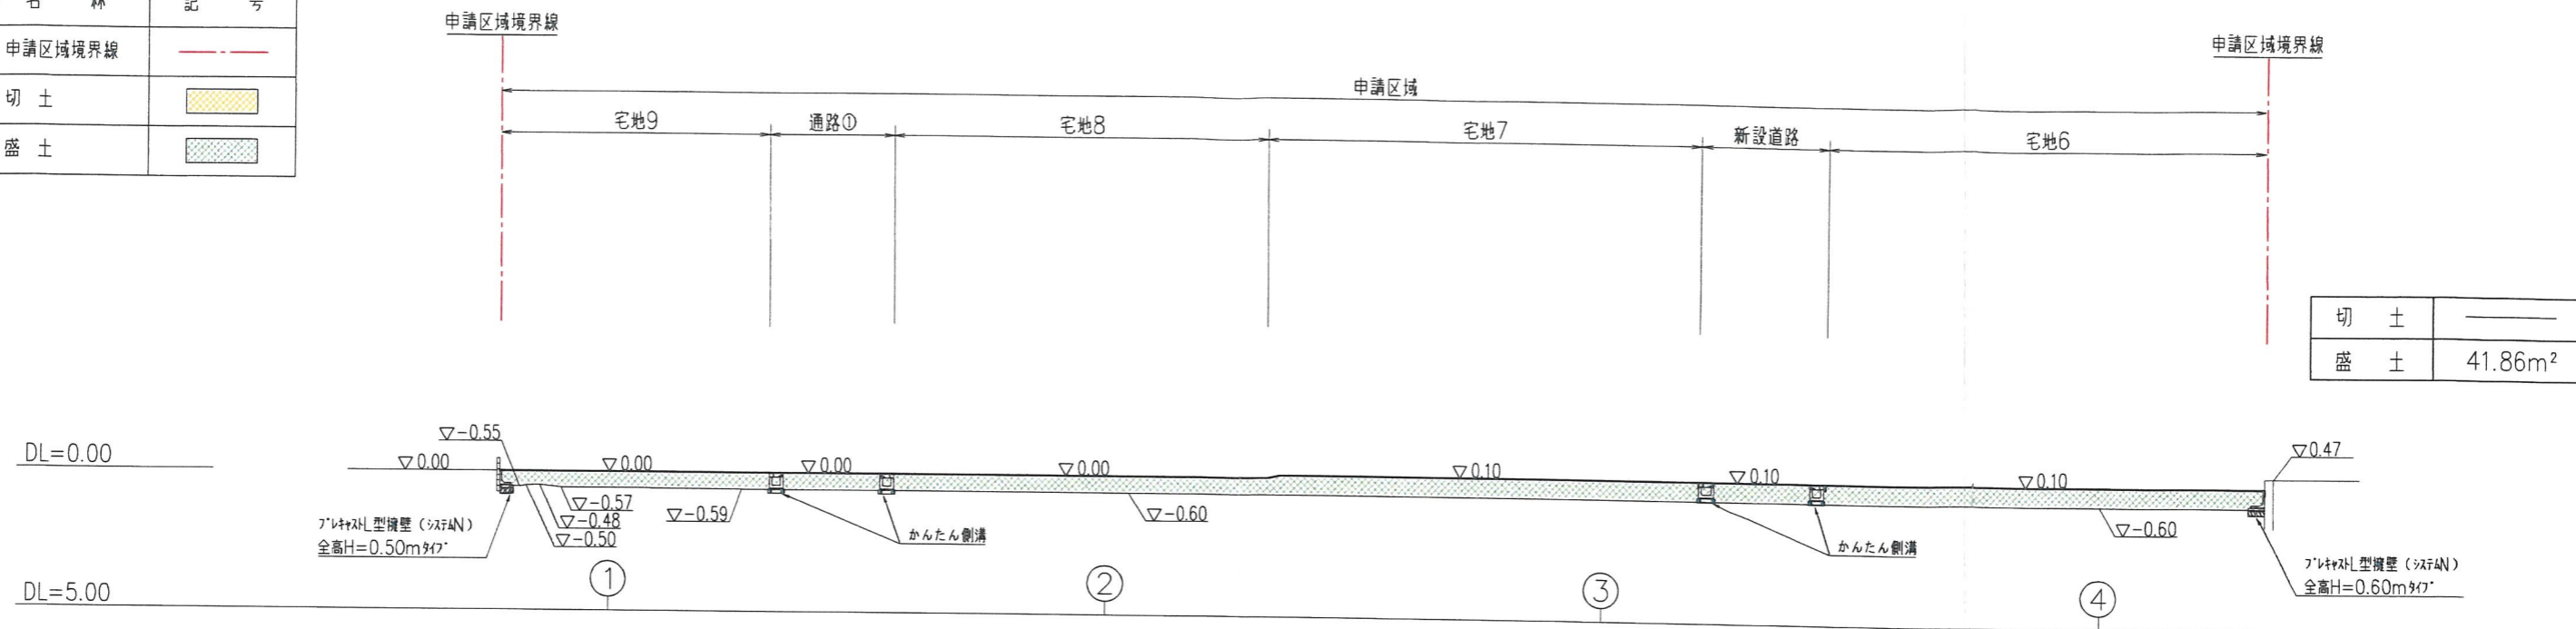 名 称 記 号
申請区域境界線
切 土
盛 土
申請区域境界線
申請区域境界線
申請区域
宅地9
通路①
宅地8
宅地7
新設道路
宅地6
切 土
盛 土 41.86m²
DL=0.00
▽-0.55
▽0.00
▽0.00
▽0.00
▽0.00
▽0.10
▽0.10
▽0.10
▽0.47
▽-0.57
▽-0.48
▽-0.50
▽-0.59
▽-0.60
▽-0.60
プレキャストL型擁壁(システムN)
全高H=0.50mタイプ
かんたん側溝
かんたん側溝
プレキャストL型擁壁(システムN)
全高H=0.60mタイプ
DL=5.00
1
2
3
4